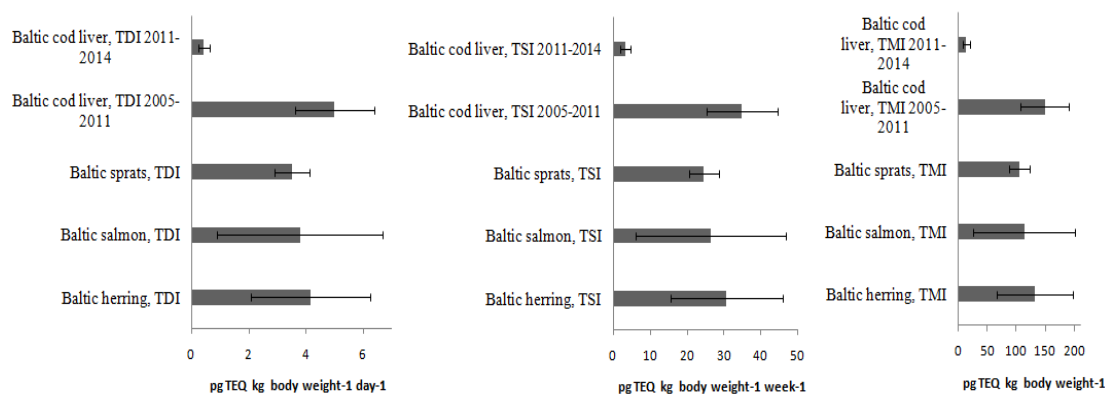 Baltic cod liver, TDI 2011-
2014
Baltic cod liver, TDI 2005-
2011
Baltic sprats, TDI
Baltic salmon, TDI
Baltic herring, TDI
0 2 4 6
pg TEQ kg body weight-1 day-1
Baltic cod liver, TSI 2011-2014
Baltic cod liver, TSI 2005-2011
Baltic sprats, TSI
Baltic salmon, TSI
Baltic herring, TSI
0 10 20 30 40 50
pg TEQ kg body weight-1 week-1
Baltic cod
liver, TMI 2011-
2014
Baltic cod
liver, TMI 2005-
2011
Baltic sprats, TMI
Baltic salmon, TMI
Baltic herring, TMI
0 50 100 150 200
pg TEQ kg body weight-1